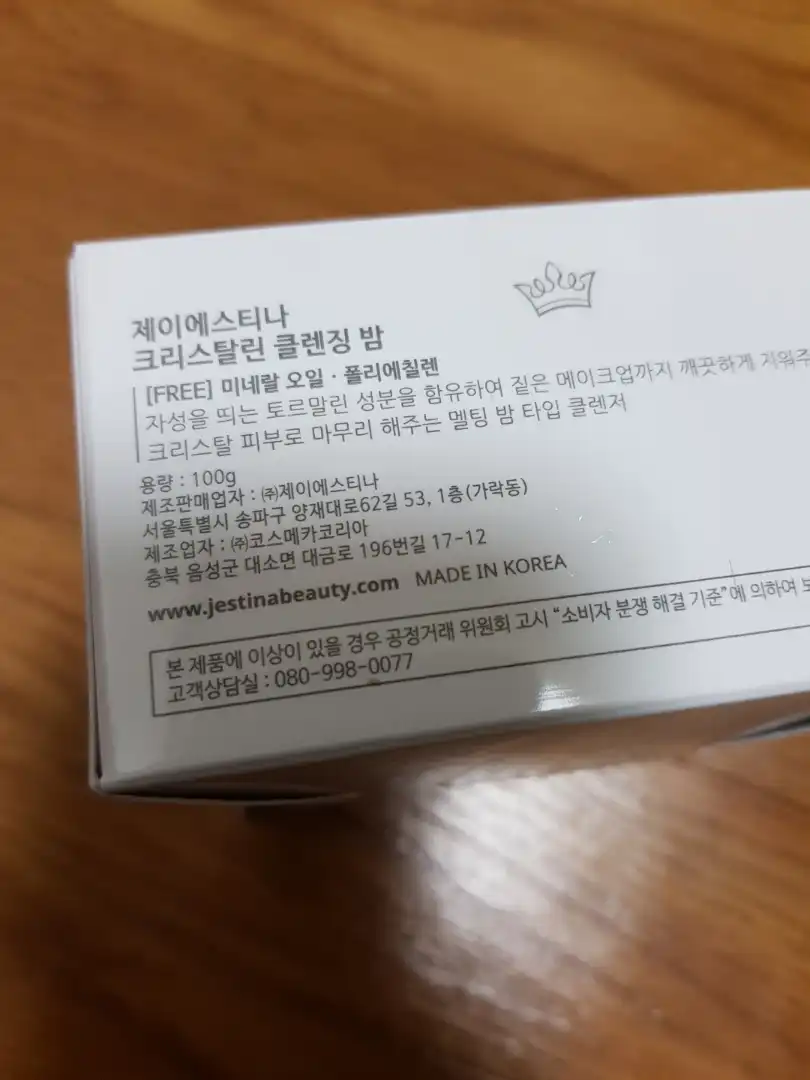 제이에스티나
크리스탈린 클렌징 밤
[FREE] 미네랄 오일 · 폴리에칠렌
자성을 띄는 토르말린 성분을 함유하여 짙은 메이크업까지 깨끗하게 지워주
크리스탈 피부로 마무리 해주는 멜팅 밤 타입 클렌저
용량 : 100g
제조판매업자 : ㈜제이에스티나
서울특별시 송파구 양재대로62길 53, 1층(가락동)
제조업자 : ㈜코스메카코리아
충북 음성군 대소면 대금로 196번길 17-12
www.jestinabeauty.com MADE IN KOREA
본 제품에 이상이 있을 경우 공정거래 위원회 고시 “소비자 분쟁 해결 기준”에 의하여 보
고객상담실 : 080-998-0077